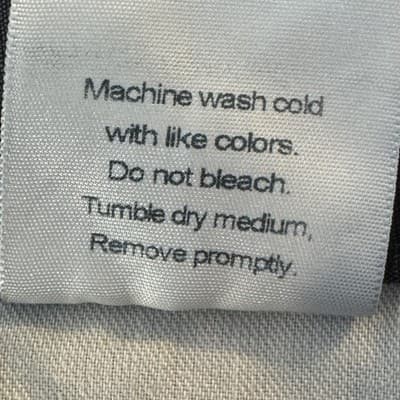 Machine wash cold
with like colors.
Do not bleach.
Tumble dry medium,
Remove promptly.